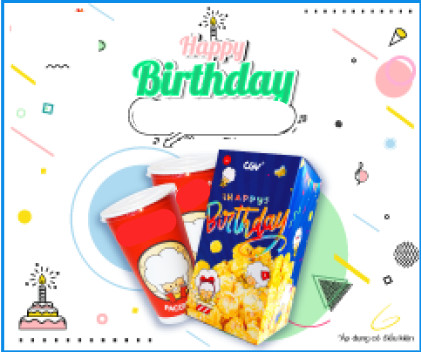 Happy
Birthday
CGV
HAPPY
Birthday
*Áp dụng có điều kiện